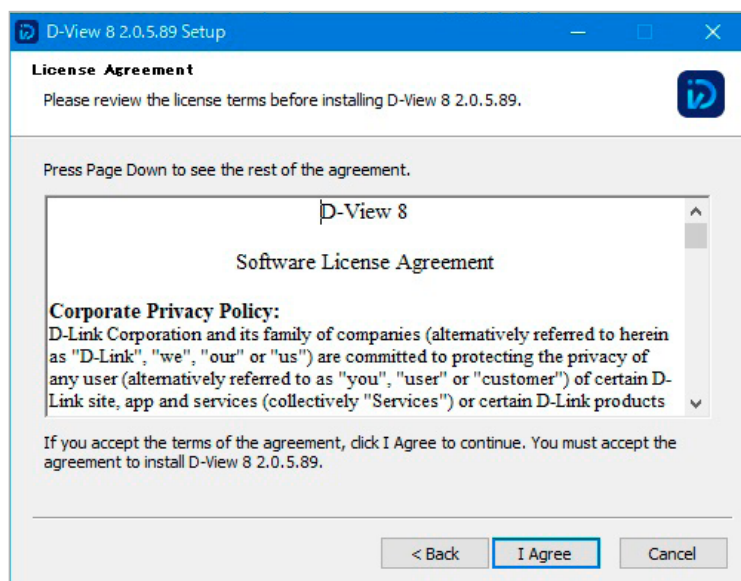 D-View 8 2.0.5.89 Setup
License Agreement
Please review the license terms before installing D-View 8 2.0.5.89.
Press Page Down to see the rest of the agreement.
D-View 8
Software License Agreement
Corporate Privacy Policy:
D-Link Corporation and its family of companies (alternatively referred to herein
as "D-Link", "we", "our" or "us") are committed to protecting the privacy of
any user (alternatively referred to as "you", "user" or "customer") of certain D-
Link site, app and services (collectively "Services") or certain D-Link products
If you accept the terms of the agreement, click I Agree to continue. You must accept the
agreement to install D-View 8 2.0.5.89.
< Back
I Agree
Cancel